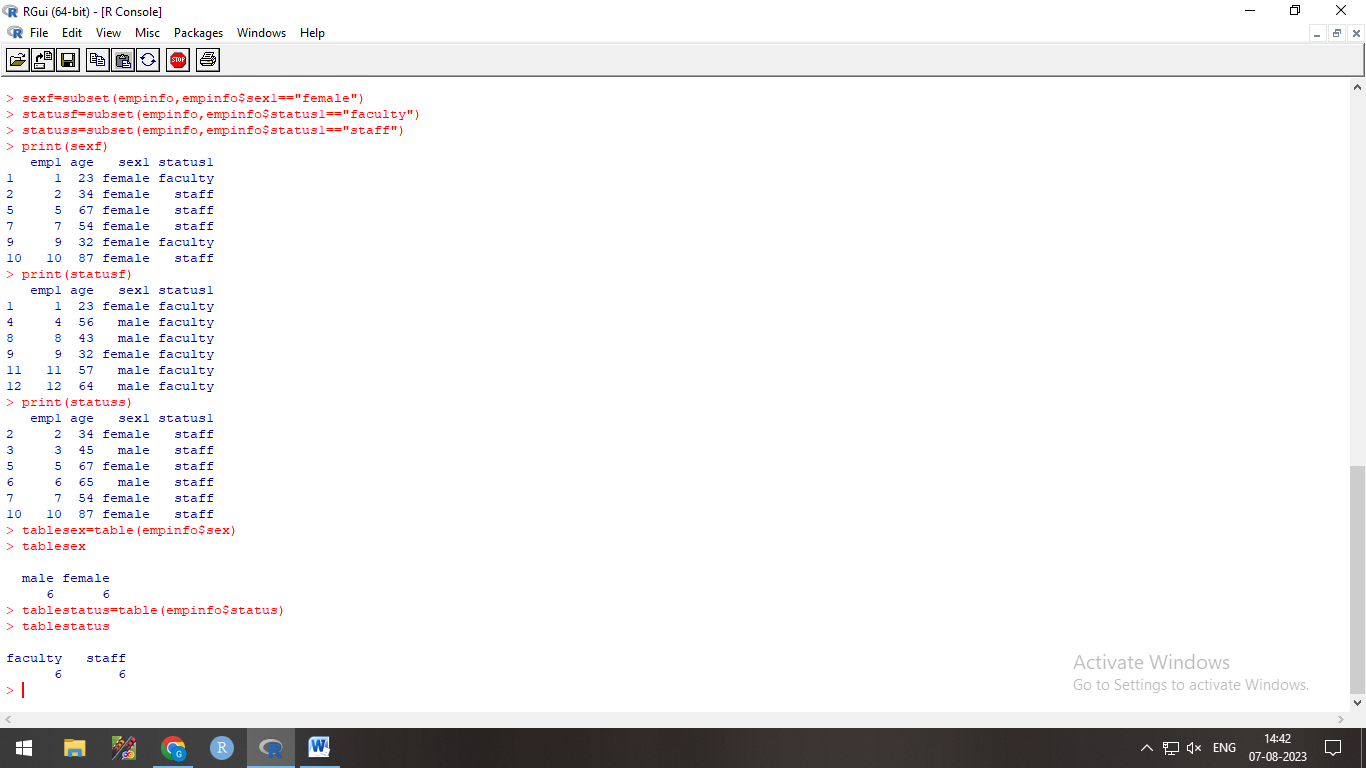 RGui (64-bit) - [R Console]
File Edit View Misc Packages Windows Help
STOP
> sexf=subset(empinfo,empinfo$sex1=="female")
> statusf=subset(empinfo,empinfo$status1=="faculty")
> statuss=subset(empinfo,empinfo$status1=="staff")
> print(sexf)
   empl age   sex1 status1
1     1  23 female faculty
2     2  34 female   staff
5     5  67 female   staff
7     7  54 female   staff
9     9  32 female faculty
10   10  87 female   staff
> print(statusf)
   empl age   sex1 status1
1     1  23 female faculty
4     4  56   male faculty
8     8  43   male faculty
9     9  32 female faculty
11   11  57   male faculty
12   12  64   male faculty
> print(statuss)
   empl age   sex1 status1
2     2  34 female   staff
3     3  45   male   staff
5     5  67 female   staff
6     6  65   male   staff
7     7  54 female   staff
10   10  87 female   staff
> tablesex=table(empinfo$sex)
> tablesex
  male female
     6      6
> tablestatus=table(empinfo$status)
> tablestatus
faculty   staff
      6       6
>
Activate Windows
Go to Settings to activate Windows.
ENG
14:42
07-08-2023